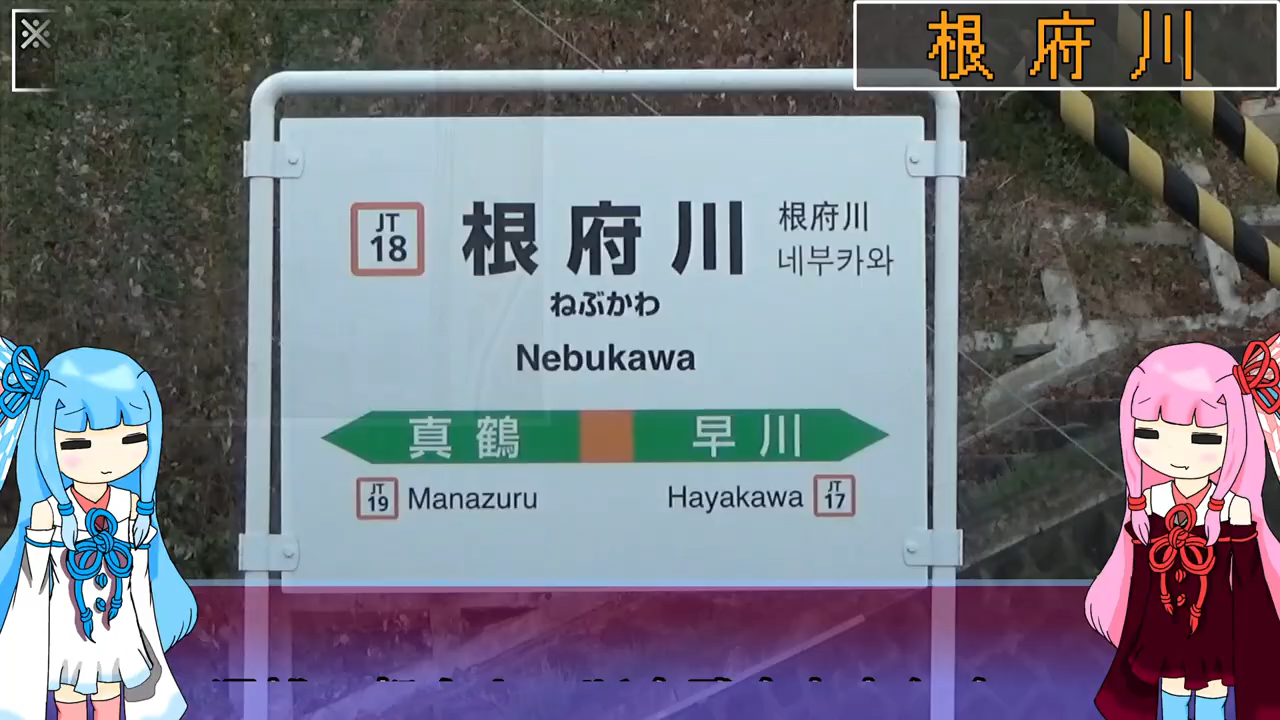 ※
根府川
JT
18
根府川
根府川
네부카와
ねぶかわ
Nebukawa
真鶴
早川
JT
19
Manazuru
Hayakawa
JT
17